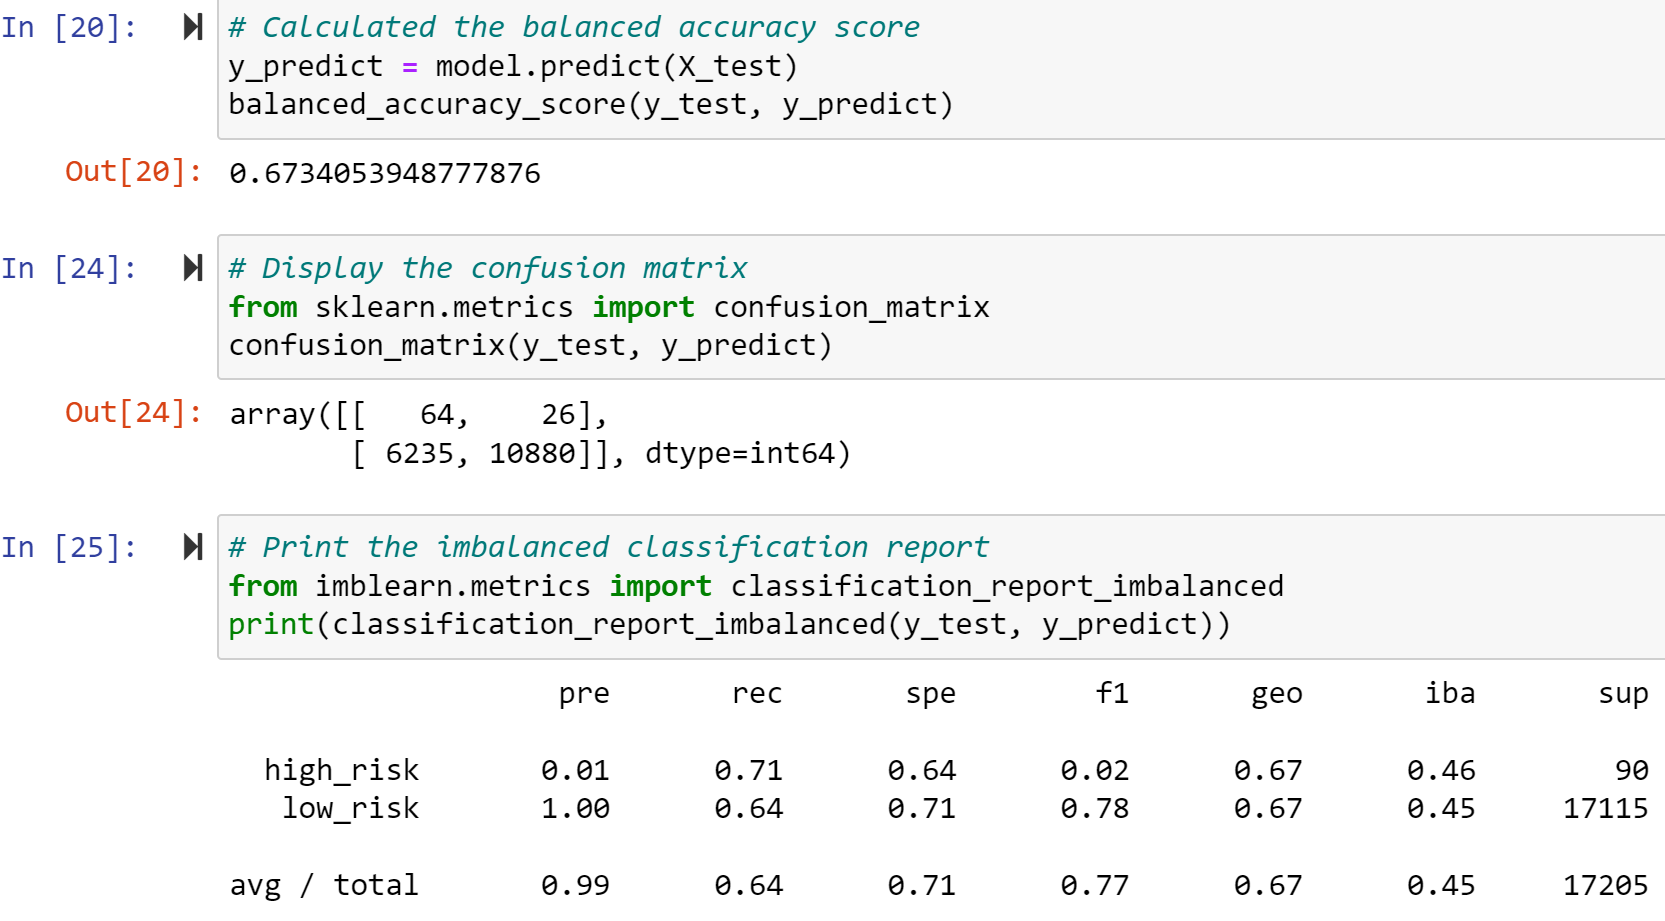 In [20]: # Calculated the balanced accuracy score
y_predict = model.predict(X_test)
balanced_accuracy_score(y_test, y_predict)
Out[20]: 0.6734053948777876
In [24]: # Display the confusion matrix
from sklearn.metrics import confusion_matrix
confusion_matrix(y_test, y_predict)
Out[24]: array([[   64,    26],
       [ 6235, 10880]], dtype=int64)
In [25]: # Print the imbalanced classification report
from imblearn.metrics import classification_report_imbalanced
print(classification_report_imbalanced(y_test, y_predict))
pre rec spe f1 geo iba sup
high_risk 0.01 0.71 0.64 0.02 0.67 0.46 90
low_risk 1.00 0.64 0.71 0.78 0.67 0.45 17115
avg / total 0.99 0.64 0.71 0.77 0.67 0.45 17205